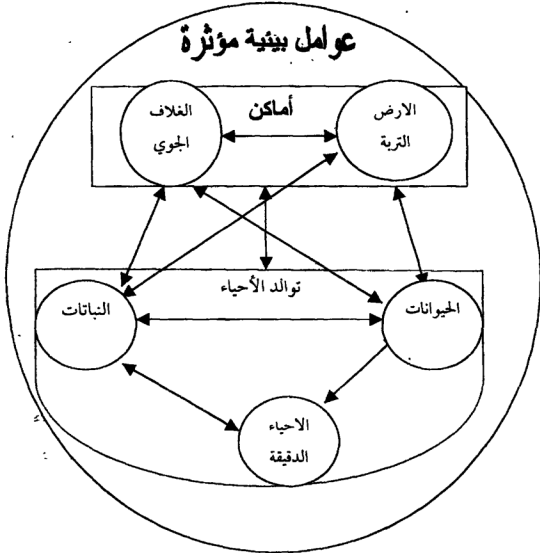 عوامل بيئية مؤثرة
أماكن
الارض
التربة
الغلاف
الجوي
توالد الأحياء
الحيوانات
النباتات
الاحياء
الدقيقة